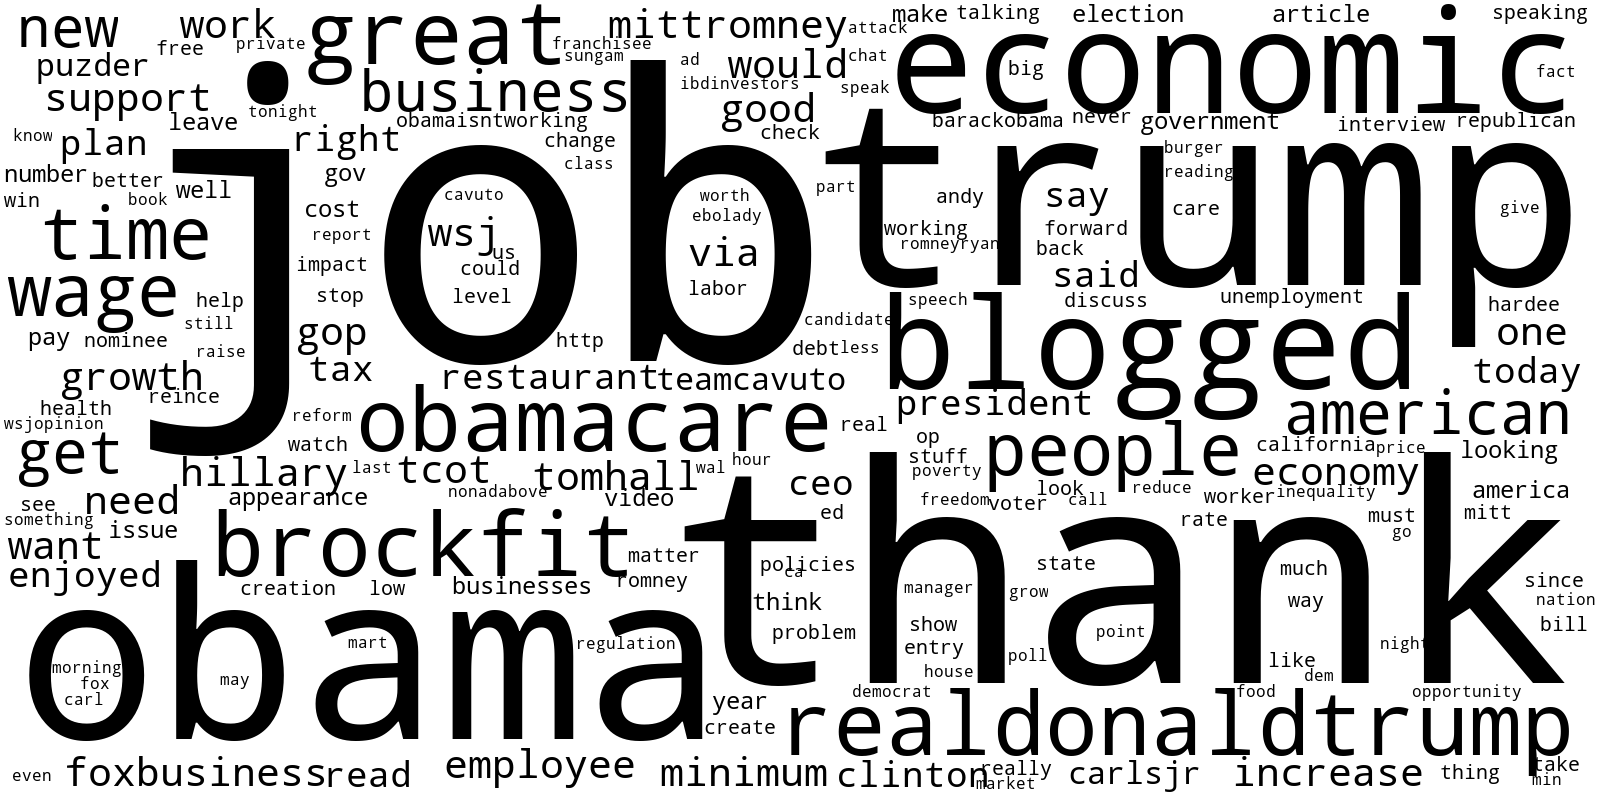 new
work
great
mittromney
attack
make
talking
election
article
speaking
free
private
franchisee
sungam
ad
would
chat
economic
big
fact
puzder
support
business
ibdinvestors
speak
tonight
good
leave
obamaisntworking
check
barackobama
never
government
interview
republican
know
plan
right
change
class
job
trump
burger
reading
number
better
gov
well
win
book
cavuto
worth
part
andy
say
care
give
time
cost
ebolady
report
wsj
us
via
working
forward
romneyryan
back
impact
could
said
wage
stop
level
labor
help
speech
discuss
unemployment
hardee
still
gop
candidate
blogged
one
pay
nominee
http
debt
less
raise
tax
today
growth
restaurant
teamcavuto
reince
president
health
reform
obamacare
american
wsjopinion
real
get
watch
op
people
california
price
looking
stuff
hillary
last
tcot
tomhall
wal
hour
poverty
economy
see
need
appearance
nonadabove
video
ceo
freedom
voter
look
call
reduce
worker
inequality
america
something
issue
ed
rate
must
mitt
go
want
brockfit
matter
thank
enjoyed
policies
ca
state
much
since
creation
low
businesses
romney
think
manager
grow
way
nation
obama
problem
show
point
bill
mart
regulation
entry
poll
night
morning
fox
carl
may
house
like
dem
year
democrat
food
opportunity
create
realdonaldtrump
even
foxbusiness
read
employee
minimum
clinton
really
market
carlsjr
increase
thing
take
min